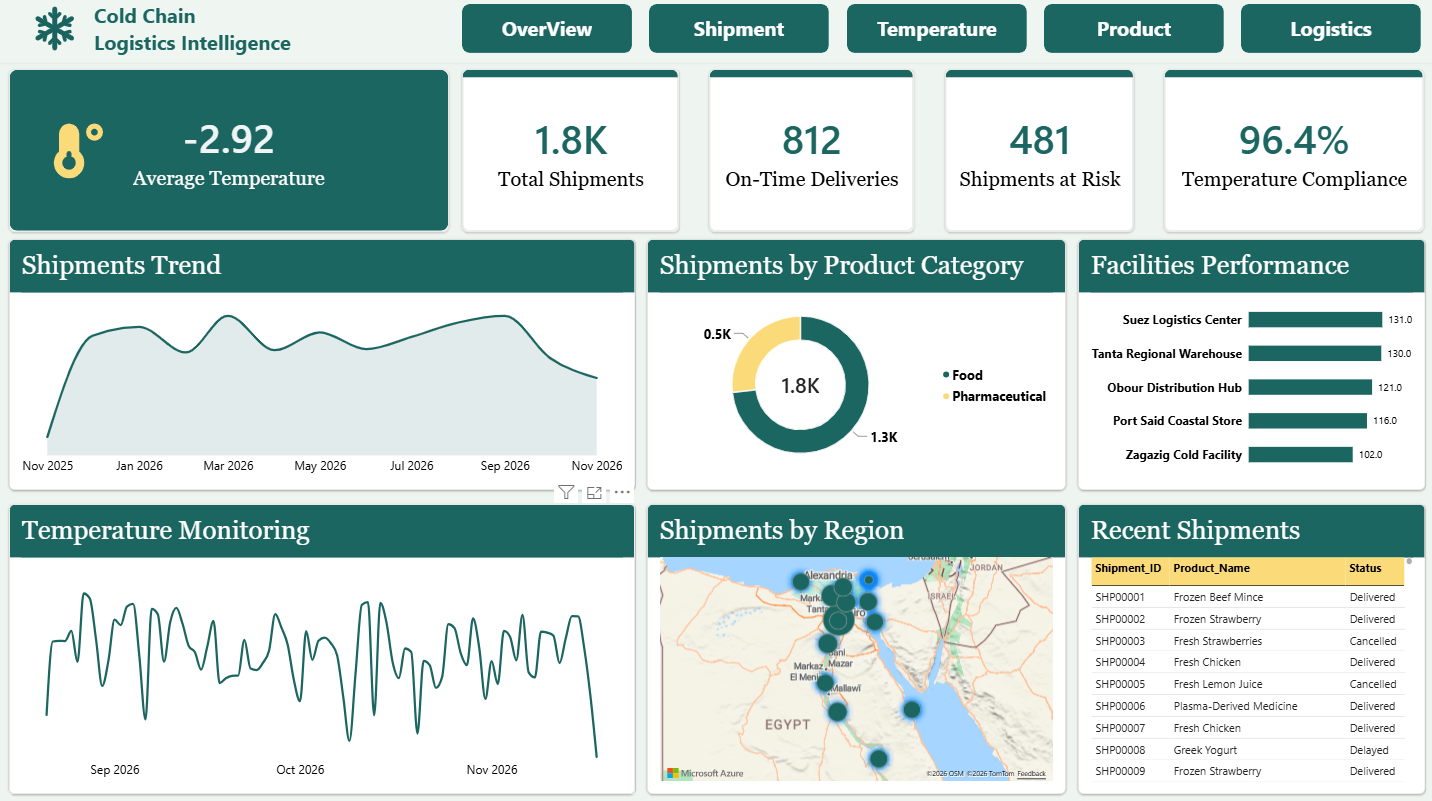 Cold Chain
Logistics Intelligence
OverView
Shipment
Temperature
Product
Logistics
-2.92
Average Temperature
1.8K
Total Shipments
812
On-Time Deliveries
481
Shipments at Risk
96.4%
Temperature Compliance
Shipments Trend
Nov 2025 Jan 2026 Mar 2026 May 2026 Jul 2026 Sep 2026 Nov 2026
Shipments by Product Category
0.5K
1.8K
1.3K
Food
Pharmaceutical
Facilities Performance
Suez Logistics Center 131.0
Tanta Regional Warehouse 130.0
Obour Distribution Hub 121.0
Port Said Coastal Store 116.0
Zagazig Cold Facility 102.0
Temperature Monitoring
Sep 2026 Oct 2026 Nov 2026
Shipments by Region
JORDAN
Alexandria
ISRAEL
Markaz
El Meni
Mazar
Mallawī
EGYPT
Microsoft Azure
©2026 OSM ©2026 TomTom Feedback
Recent Shipments
Shipment_ID Product_Name Status
SHP00001 Frozen Beef Mince Delivered
SHP00002 Frozen Strawberry Delivered
SHP00003 Fresh Strawberries Cancelled
SHP00004 Fresh Chicken Delivered
SHP00005 Fresh Lemon Juice Cancelled
SHP00006 Plasma-Derived Medicine Delivered
SHP00007 Fresh Chicken Delivered
SHP00008 Greek Yogurt Delayed
SHP00009 Frozen Strawberry Delivered